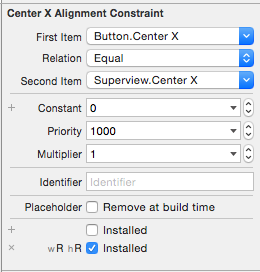 Center X Alignment Constraint
First Item Button.Center X
Relation Equal
Second Item Superview.Center X
+ Constant 0
Priority 1000
Multiplier 1
Identifier Identifier
Placeholder Remove at build time
+ Installed
× wR hR Installed